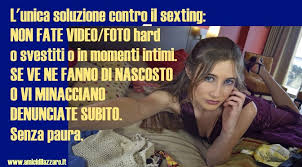 L'unica soluzione contro il sexting:
NON FATE VIDEO/FOTO hard
o svestiti o in momenti intimi.
SE VE NE FANNO DI NASCOSTO
O VI MINACCIANO
DENUNCIATE SUBITO.
Senza paura.
www.amicidilazzaro.it